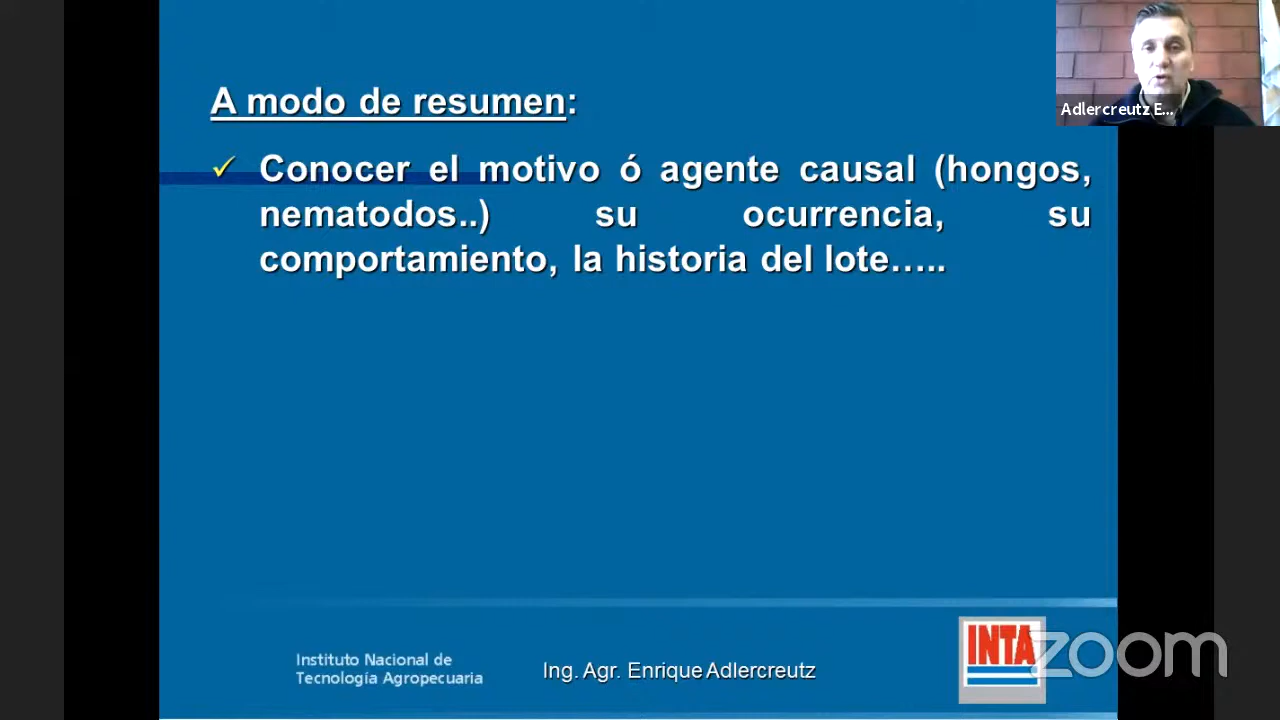 Adlercreutz E...
A modo de resumen:
✓ Conocer el motivo ó agente causal (hongos,
nematodos..) su ocurrencia, su
comportamiento, la historia del lote…..
Instituto Nacional de
Tecnología Agropecuaria
Ing. Agr. Enrique Adlercreutz
INTA
zoom